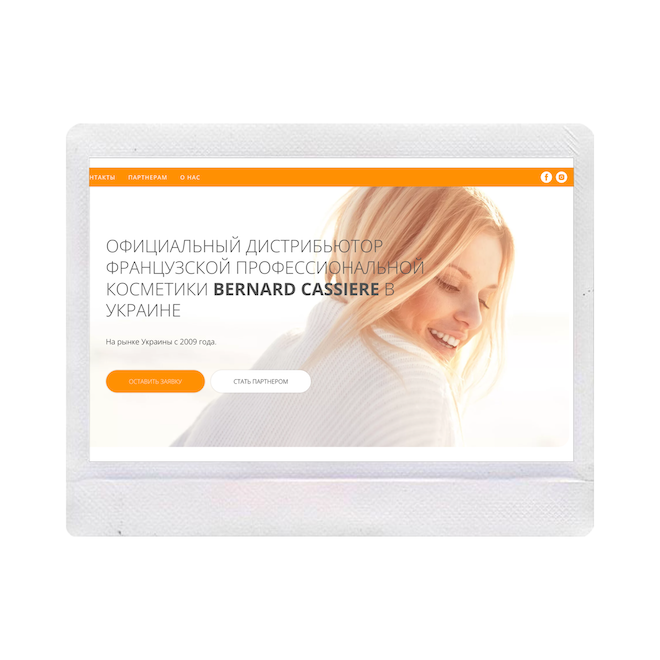 НТАКТЫ ПАРТНЕРАМ О НАС
ОФИЦИАЛЬНЫЙ ДИСТРИБЬЮТОР
ФРАНЦУЗСКОЙ ПРОФЕССИОНАЛЬНОЙ
КОСМЕТИКИ BERNARD CASSIERE В
УКРАИНЕ
На рынке Украины с 2009 года.
ОСТАВИТЬ ЗАЯВКУ СТАТЬ ПАРТНЕРОМ